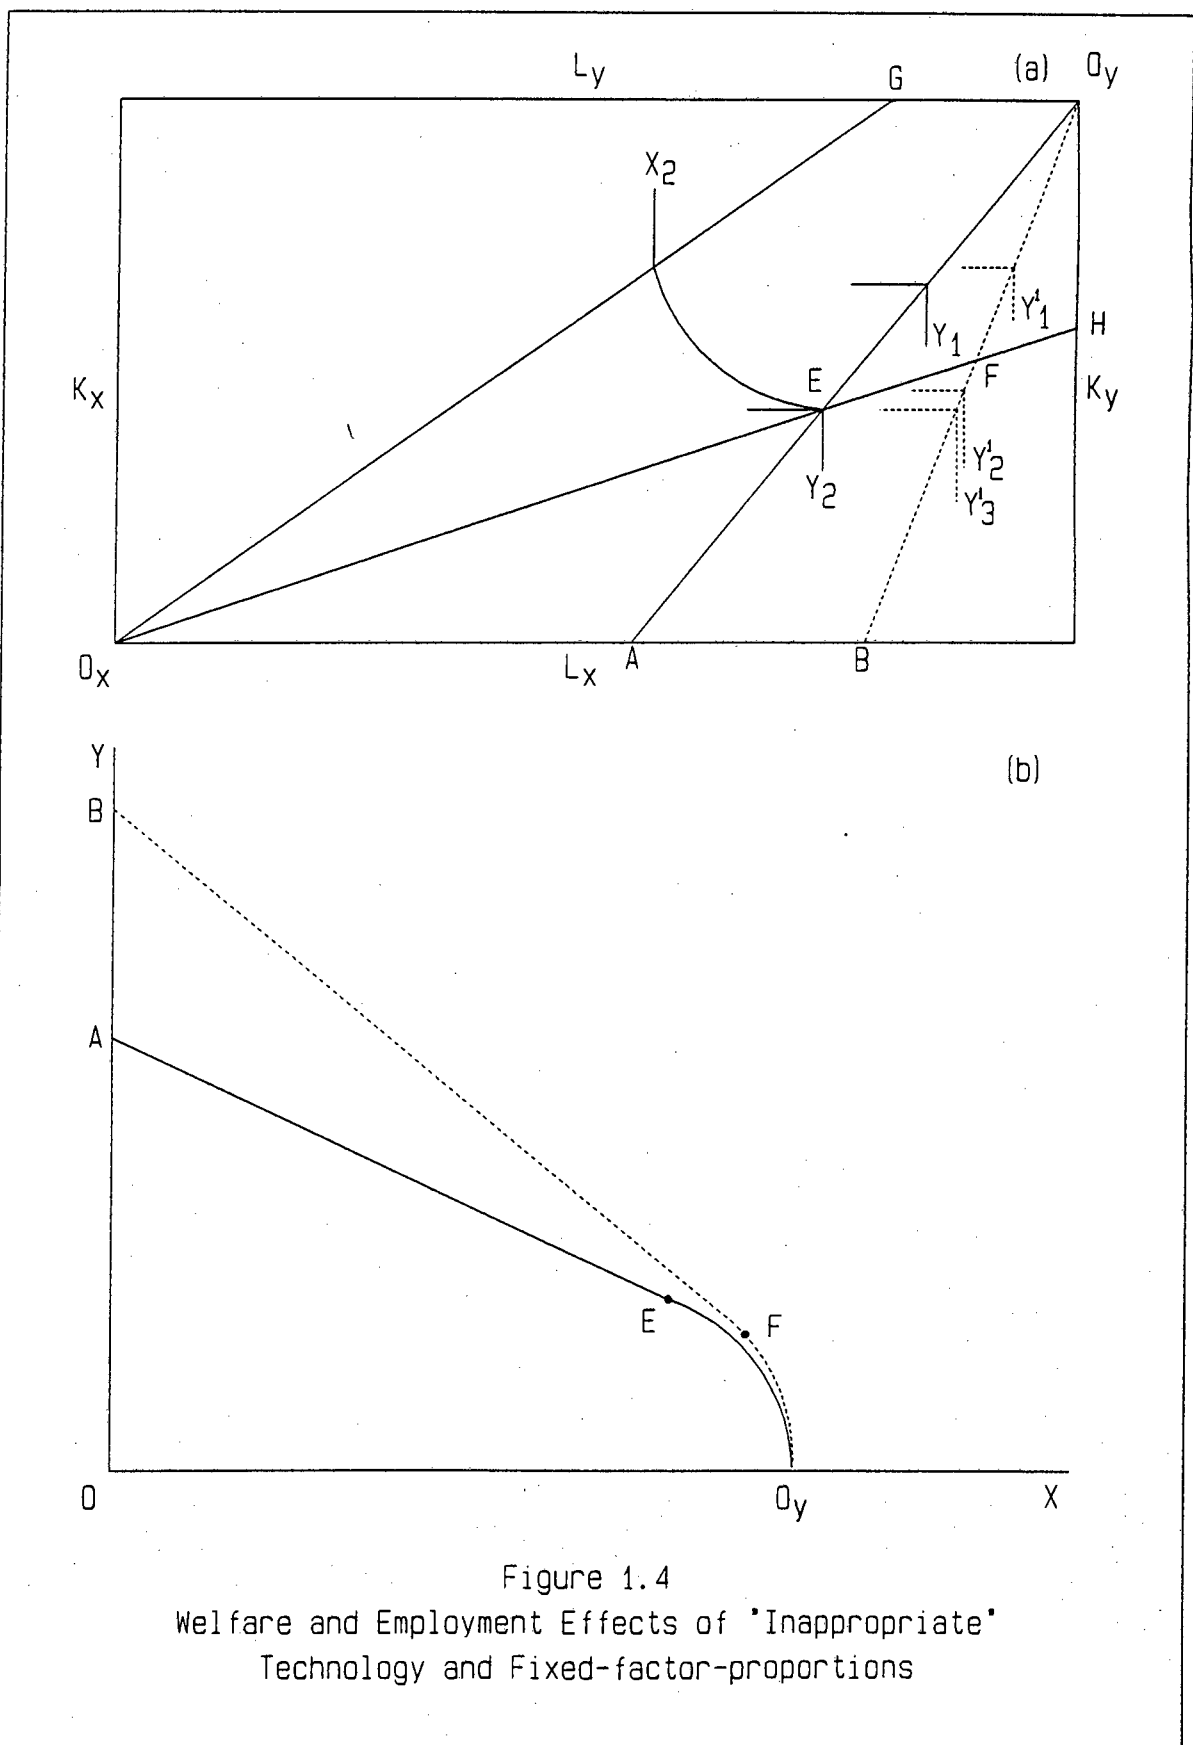 Ly
G
(a)
Oy
X2
Kx
E
Y1
Y'1
H
F
Ky
Y2
Y'2
Y'3
Ox
Lx
A
B
Y
(b)
B
A
E
F
O
Oy
X
Figure 1.4
Welfare and Employment Effects of "Inappropriate"
Technology and Fixed-factor-proportions